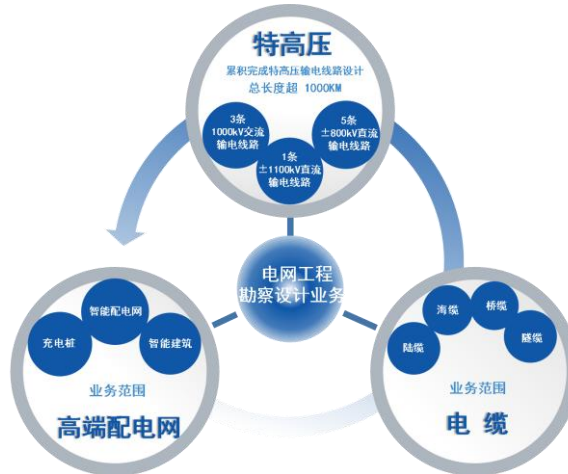 特高压
累积完成特高压输电线路设计
总长度超 1000KM
3条
1000kV交流
输电线路
5条
±800kV直流
输电线路
1条
±1100kV直流
输电线路
电网工程
勘察设计业务
智能配电网
充电桩
智能建筑
业务范围
高端配电网
海缆
桥缆
陆缆
隧缆
业务范围
电 缆